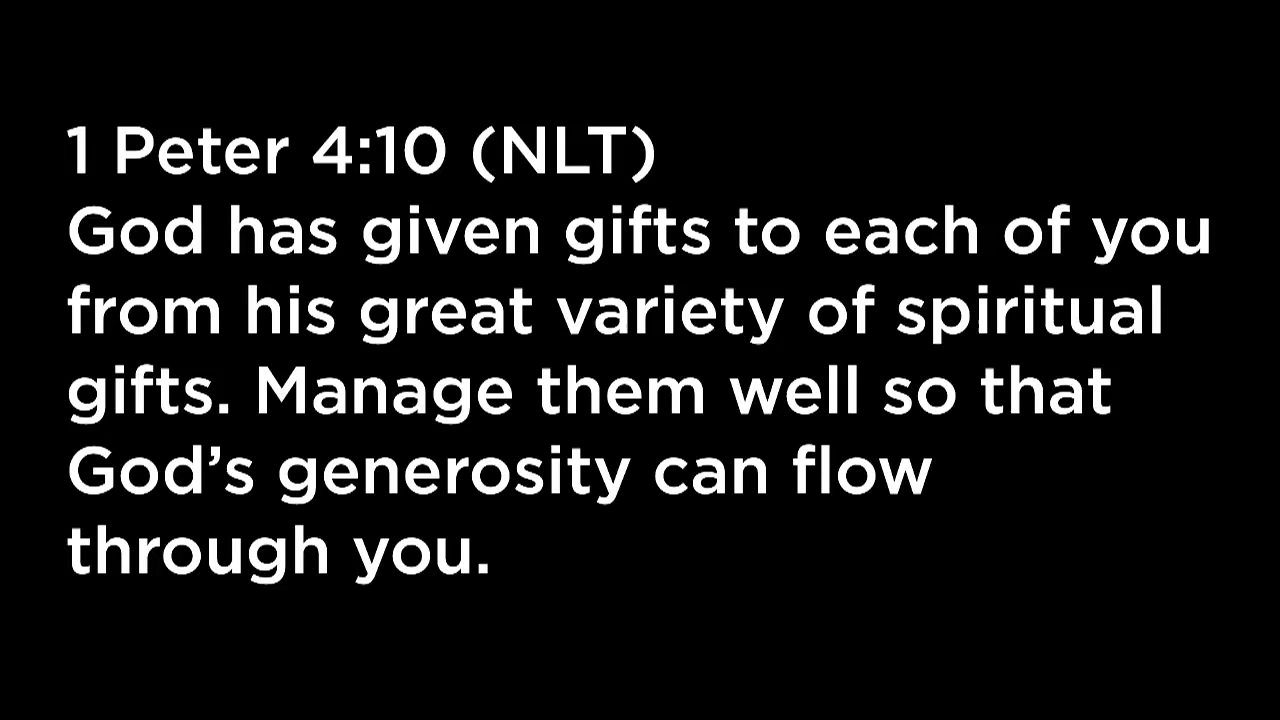 1 Peter 4:10 (NLT)
God has given gifts to each of you
from his great variety of spiritual
gifts. Manage them well so that
God’s generosity can flow
through you.